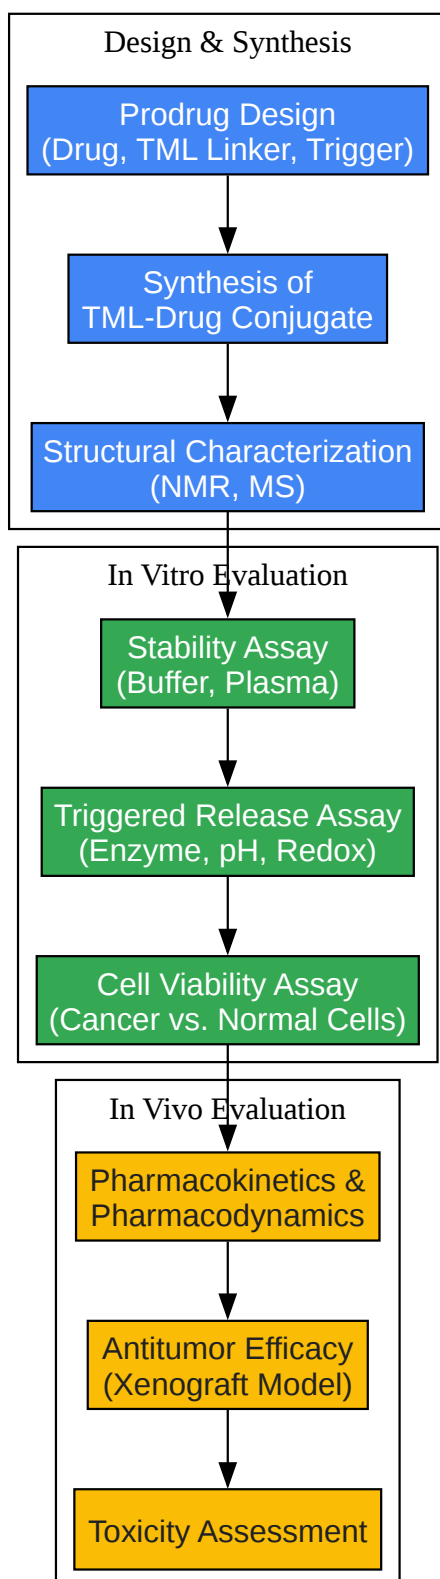 Design & Synthesis
Prodrug Design
(Drug, TML Linker, Trigger)
Synthesis of
TML-Drug Conjugate
Structural Characterization
(NMR, MS)
In Vitro Evaluation
Stability Assay
(Buffer, Plasma)
Triggered Release Assay
(Enzyme, pH, Redox)
Cell Viability Assay
(Cancer vs. Normal Cells)
In Vivo Evaluation
Pharmacokinetics &
Pharmacodynamics
Antitumor Efficacy
(Xenograft Model)
Toxicity Assessment